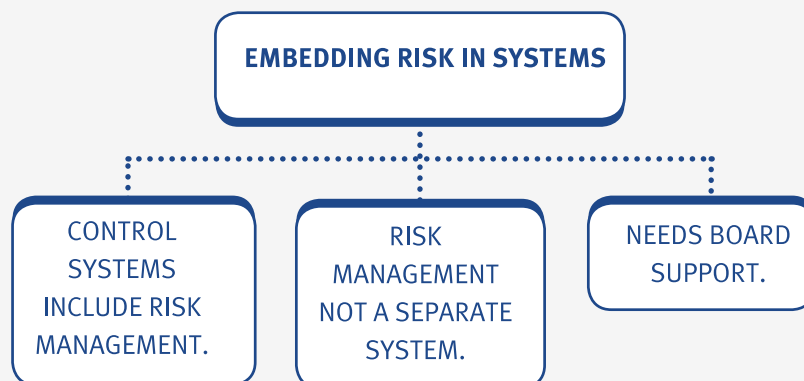 EMBEDDING RISK IN SYSTEMS
CONTROL
SYSTEMS
INCLUDE RISK
MANAGEMENT.
RISK
MANAGEMENT
NOT A SEPARATE
SYSTEM.
NEEDS BOARD
SUPPORT.